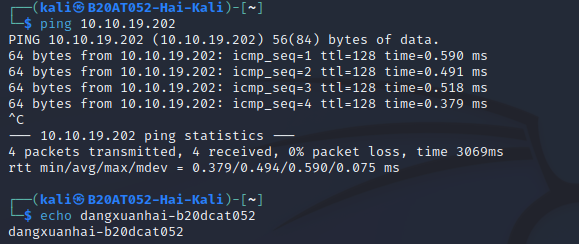 ┌──(kali㉿B20AT052-Hai-Kali)-[~]
└─$ ping 10.10.19.202
PING 10.10.19.202 (10.10.19.202) 56(84) bytes of data.
64 bytes from 10.10.19.202: icmp_seq=1 ttl=128 time=0.590 ms
64 bytes from 10.10.19.202: icmp_seq=2 ttl=128 time=0.491 ms
64 bytes from 10.10.19.202: icmp_seq=3 ttl=128 time=0.518 ms
64 bytes from 10.10.19.202: icmp_seq=4 ttl=128 time=0.379 ms
^C
--- 10.10.19.202 ping statistics ---
4 packets transmitted, 4 received, 0% packet loss, time 3069ms
rtt min/avg/max/mdev = 0.379/0.494/0.590/0.075 ms
┌──(kali㉿B20AT052-Hai-Kali)-[~]
└─$ echo dangxuanhai-b20dcat052
dangxuanhai-b20dcat052